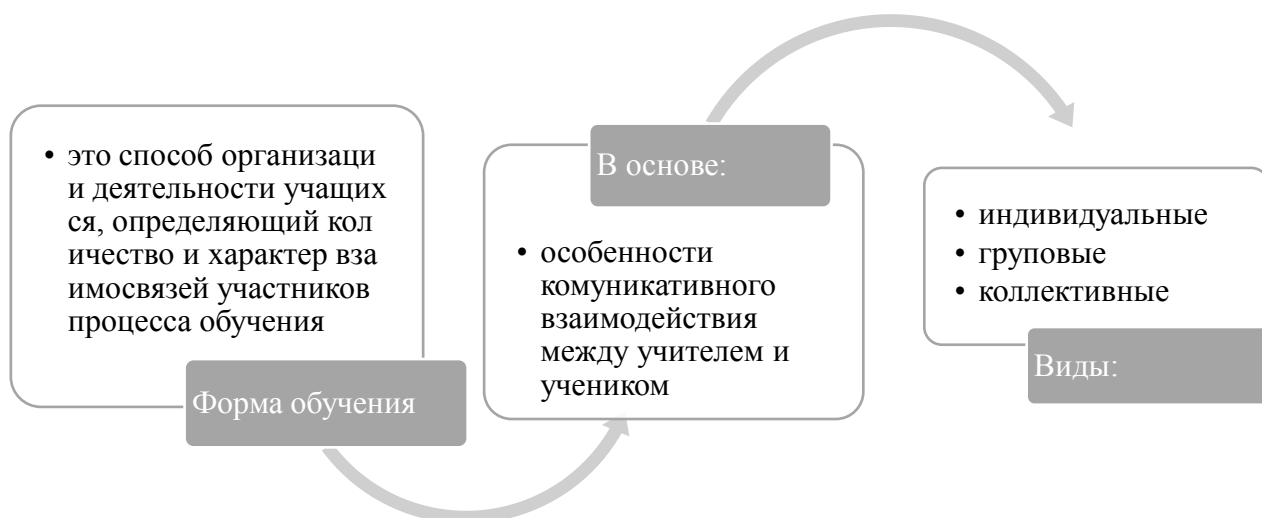 • это способ организаци
и деятельности учащих
ся, определяющий кол
ичество и характер вза
имосвязей участников
процесса обучения
Форма обучения
В основе:
• особенности
комуникативного
взаимодействия
между учителем и
учеником
• индивидуальные
• груповые
• коллективные
Виды: